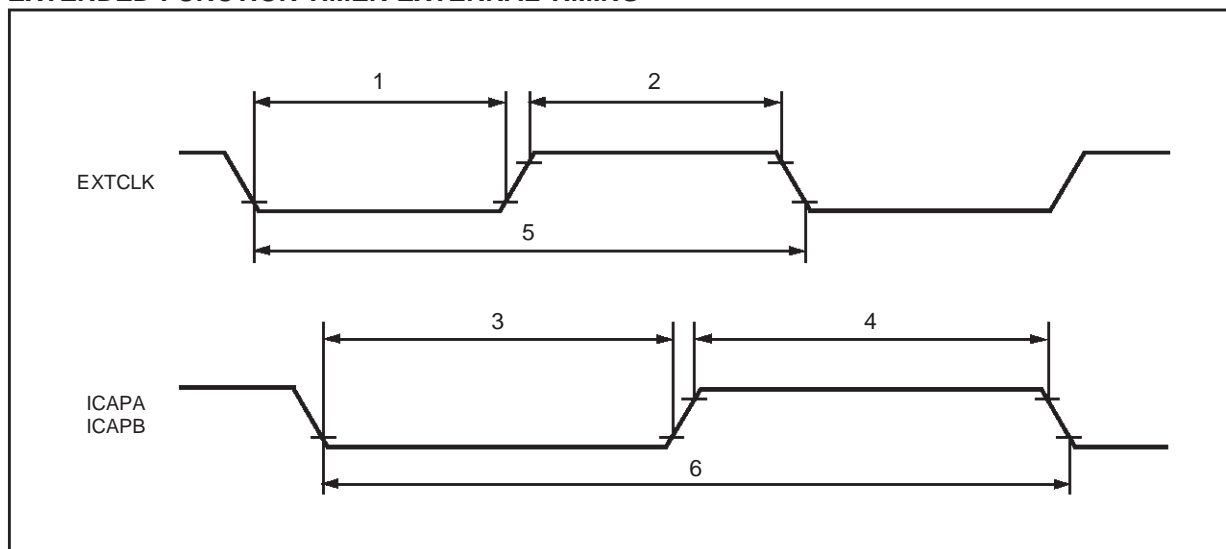 EXTENDED FUNCTION TIMER EXTERNAL TIMING
1
2
EXTCLK
5
3
4
ICAPA
ICAPB
6